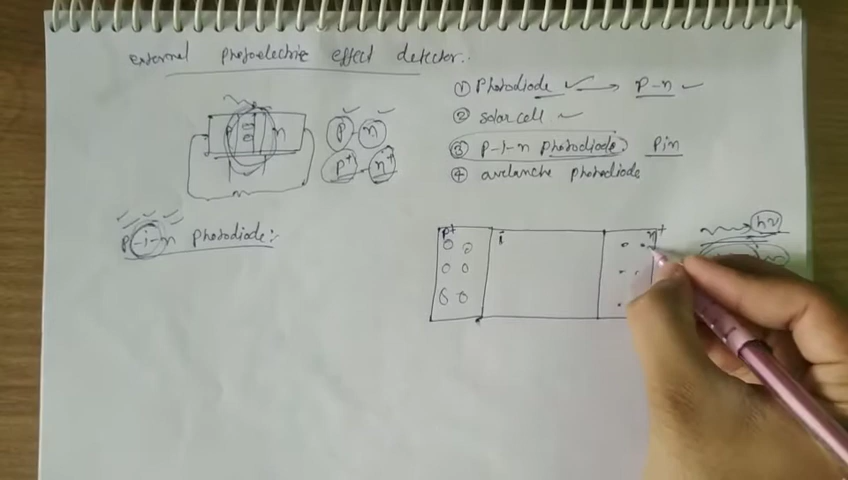 external photoelectric effect detector..
① Photodiode ✓ → P-n ✓
② solar cell ~
③ p-i-n photodiode. Pin
④ avalanche photodiode
n
p - n
p+ - n+
p-i-n photodiode:-
p+ i n+
hν